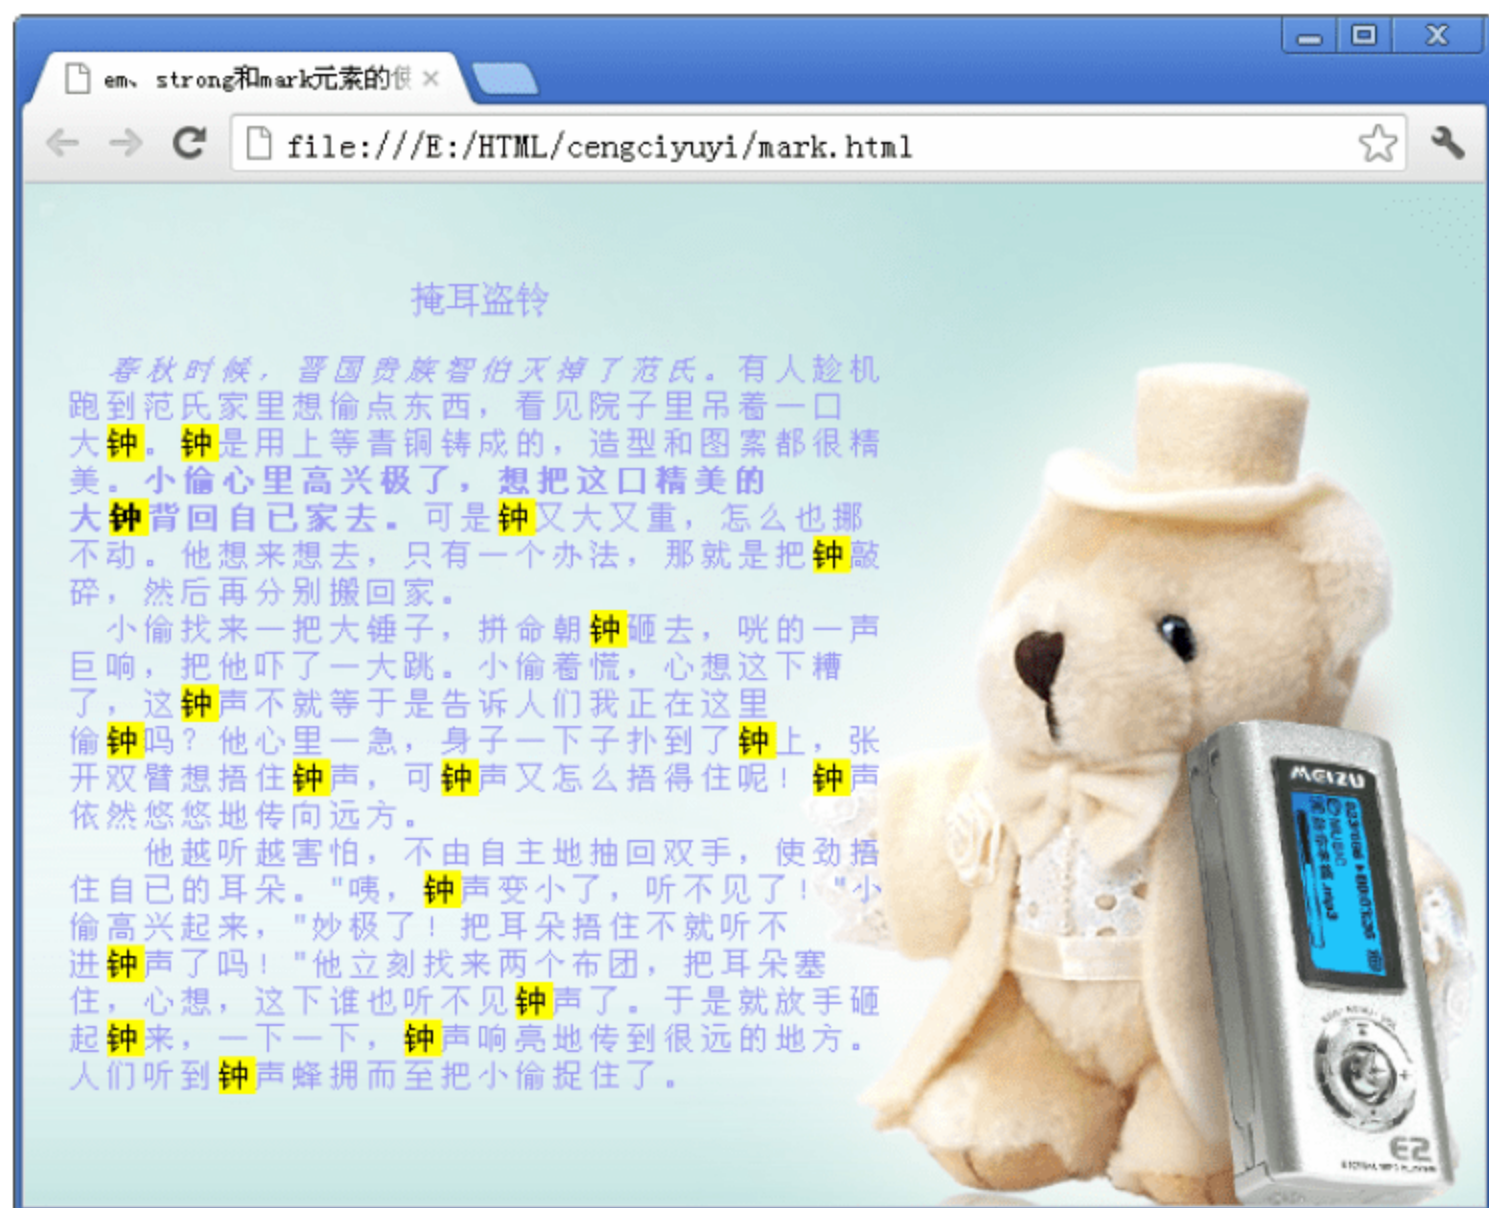 em、strong和mark元素的
file:///E:/HTML/cengciyuyi/mark.html
掩耳盗铃
春秋时候，晋国贵族智伯灭掉了范氏。有人趁机
跑到范氏家里想偷点东西，看见院子里吊着一口
大钟。钟是用上等青铜铸成的，造型和图案都很精
美。小偷心里高兴极了，想把这口精美的
大钟背回自已家去。可是钟又大又重，怎么也挪
不动。他想来想去，只有一个办法，那就是把钟敲
碎，然后再分别搬回家。
小偷找来一把大锤子，拼命朝钟砸去，咣的一声
巨响，把他吓了一大跳。小偷着慌，心想这下糟
了，这钟声不就等于是告诉人们我正在这里
偷钟吗？他心里一急，身子一下子扑到了钟上，张
开双臂想捂住钟声，可钟声又怎么捂得住呢！钟声
依然悠悠地传向远方。
他越听越害怕，不由自主地抽回双手，使劲捂
住自已的耳朵。"咦，钟声变小了，听不见了！"小
偷高兴起来，"妙极了！把耳朵捂住不就听不
进钟声了吗！"他立刻找来两个布团，把耳朵塞
住，心想，这下谁也听不见钟声了。于是就放手砸
起钟来，一下一下，钟声响亮地传到很远的地方。
人们听到钟声蜂拥而至把小偷捉住了。
MEIZU
E2